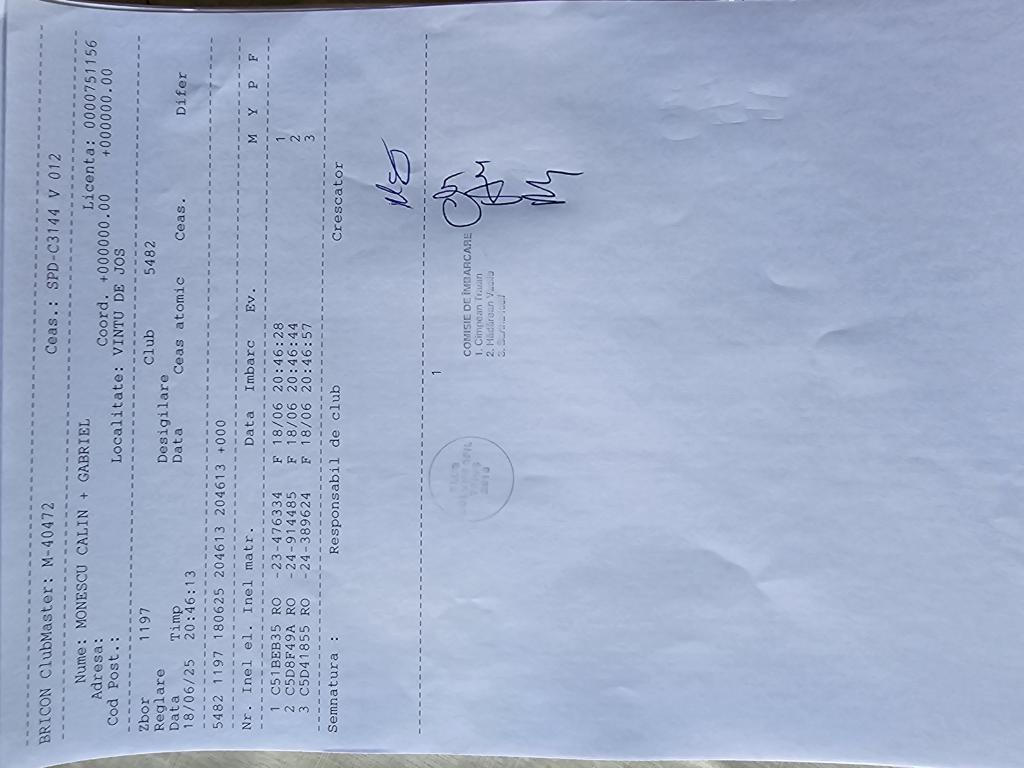 BRICON ClubMaster: M-40472 Ceas.: SPD-C3144 V 012
Nume: MONESCU CALIN + GABRIEL Licenta: 0000751156
Adresa: Coord. +000000.00 +000000.00
Cod Post.: Localitate: VINTU DE JOS
Zbor 1197 Club 5482
Reglare Desigilare
Data Timp Data Ceas atomic Ceas. Difer
18/06/25 20:46:13
5482 1197 180625 204613 204613 +000
Nr. Inel el. Inel matr. Data Imbarc Ev. M Y P F
1 C51BEB35 RO -23-476334 F 18/06 20:46:28 1
2 C5D8F49A RO -24-914485 F 18/06 20:46:44 2
3 C5D41855 RO -24-389624 F 18/06 20:46:57 3
Semnatura : Responsabil de club Crescator
1
COMISIE DE ÎMBARCARE
1. Cimpean Traian
2.
3.